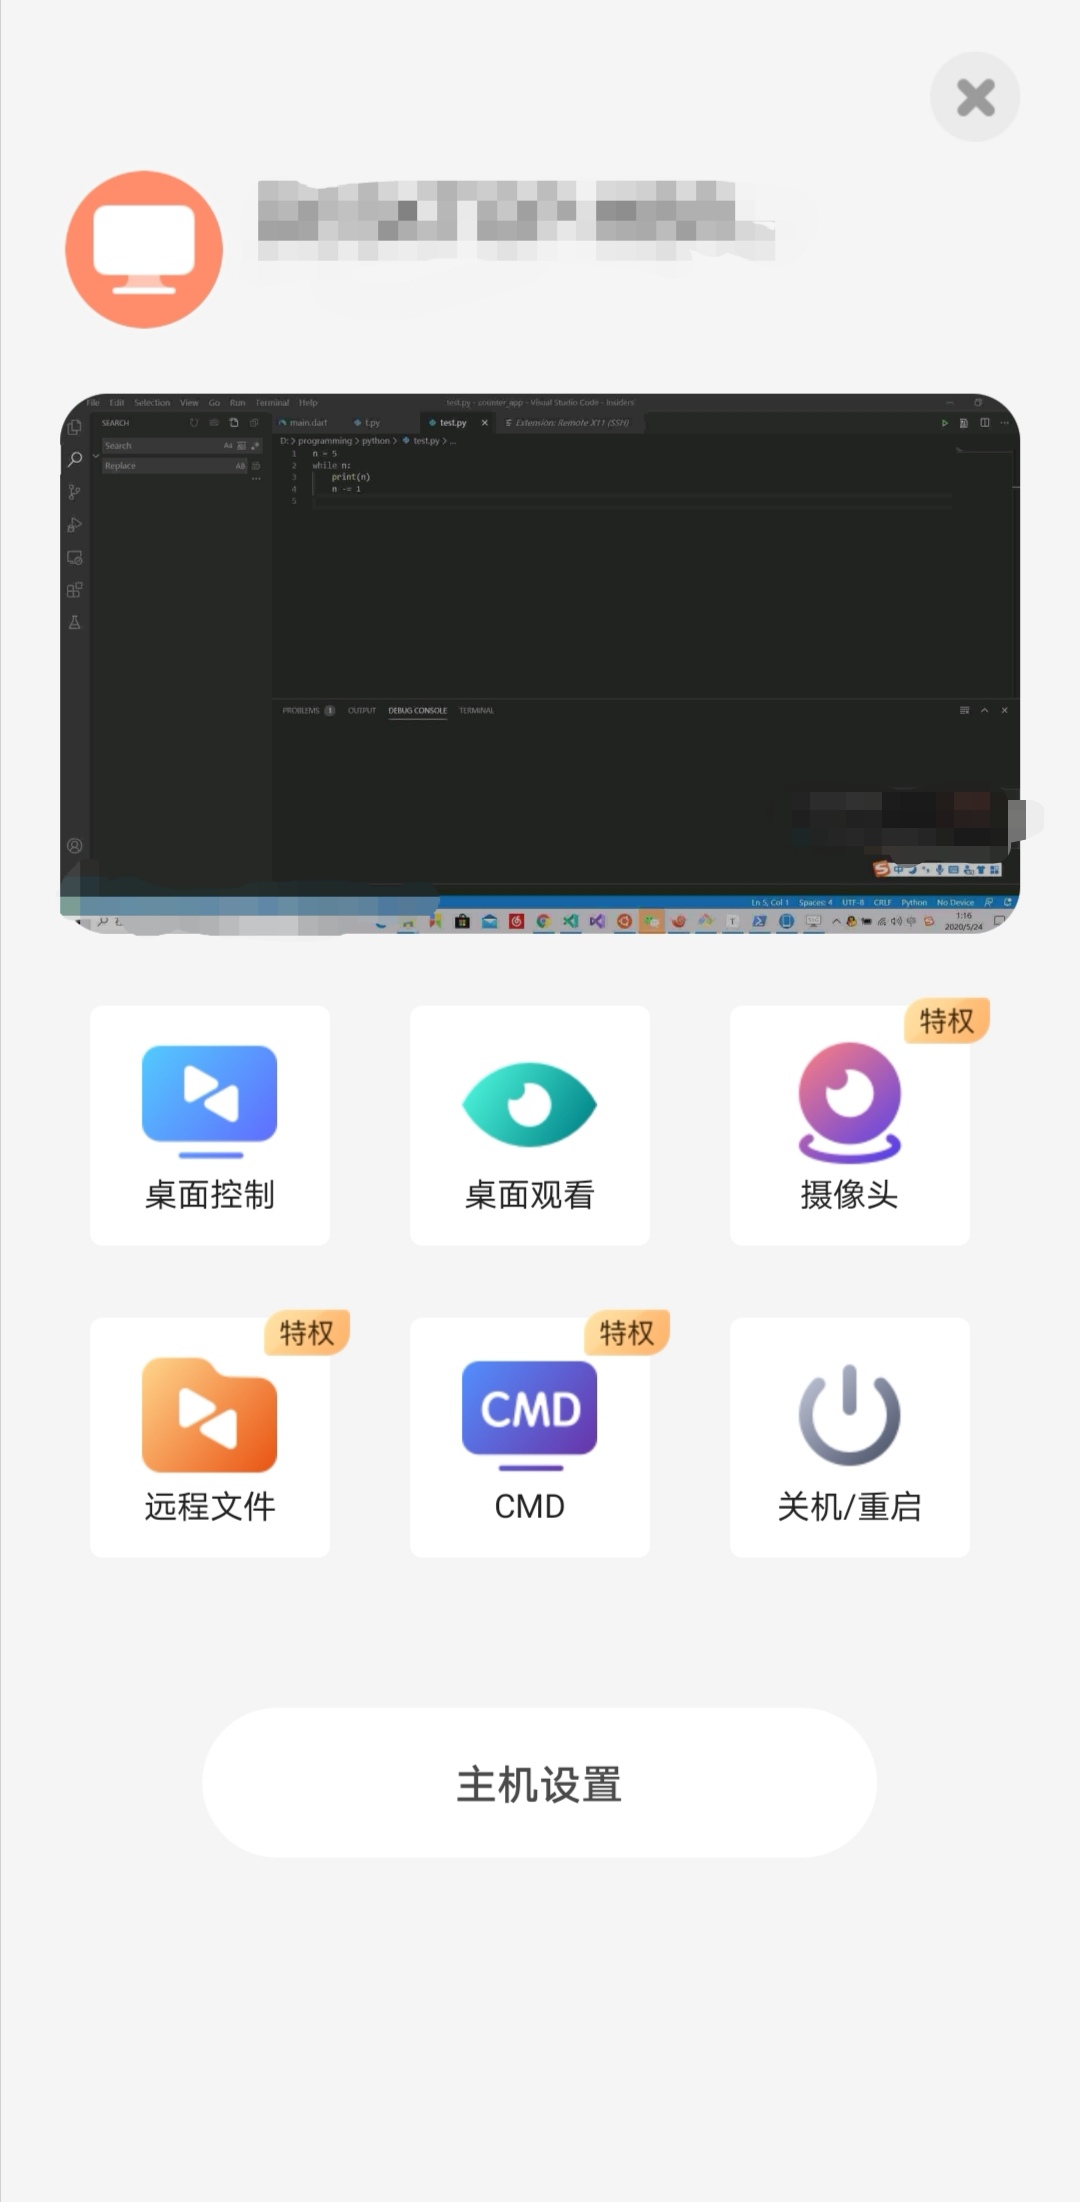 File Edit Selection View Go Run Terminal Help
test.py - counter_app - Visual Studio Code - Insiders
SEARCH
main.dart
t.py
test.py
Extension: Remote X11 (SSH)
Search
Aa
D: > programming > python > test.py > ...
Replace
AB
1 n = 5
2 while n:
3 print(n)
4 n -= 1
5
PROBLEMS 1 OUTPUT DEBUG CONSOLE TERMINAL
中
Ln 5, Col 1 Spaces: 4 UTF-8 CRLF Python No Device
1:16
2020/5/24
桌面控制
桌面观看
特权
摄像头
特权
远程文件
特权
CMD
CMD
关机/重启
主机设置